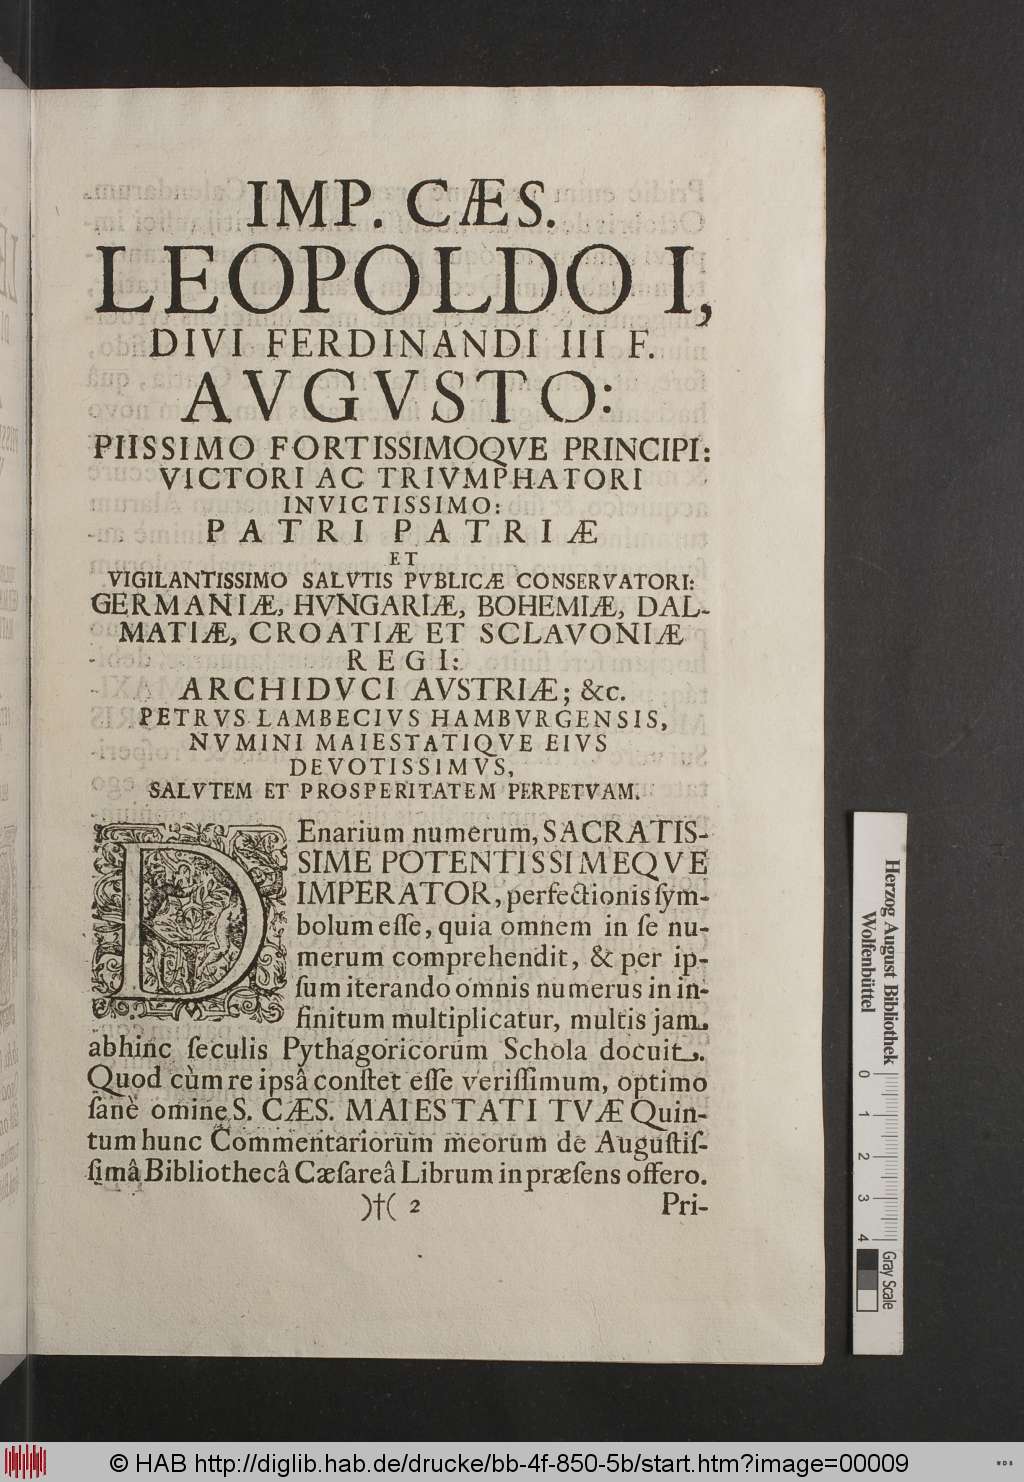 IMP. CÆS.
LEOPOLDO I,
DIVI FERDINANDI III F.
AVGVSTO:
PIISSIMO FORTISSIMOQVE PRINCIPI:
VICTORI AC TRIVMPHATORI
INVICTISSIMO:
PATRI PATRIÆ
ET
VIGILANTISSIMO SALVTIS PVBLICÆ CONSERVATORI:
GERMANIÆ, HVNGARIÆ, BOHEMIÆ, DAL-
MATIÆ, CROATIÆ ET SCLAVONIÆ
REGI:
ARCHIDVCI AVSTRIÆ; &c.
PETRVS LAMBECIVS HAMBVRGENSIS,
NVMINI MAIESTATIQVE EIVS
DEVOTISSIMVS,
SALVTEM ET PROSPERITATEM PERPETVAM.
DEnarium numerum, SACRATIS-
SIME POTENTISSIMEQVE
IMPERATOR, perfectionis ſym-
bolum eſſe, quia omnem in ſe nu-
merum comprehendit, & per ip-
ſum iterando omnis numerus in in-
finitum multiplicatur, multis jam
abhinc ſeculis Pythagoricorum Schola docuit.
Quod cùm re ipsâ conſtet eſſe veriſſimum, optimo
ſanè omine S. CÆS. MAIESTATI TVÆ Quin-
tum hunc Commentariorum meorum de Auguſtiſ-
ſimâ Bibliothecâ Cæſareâ Librum in præſens offero.
)†( 2
Pri-
Herzog August Bibliothek
Wolfenbüttel
0 1 2 3 4
Gray Scale
© HAB http://diglib.hab.de/drucke/bb-4f-850-5b/start.htm?image=00009